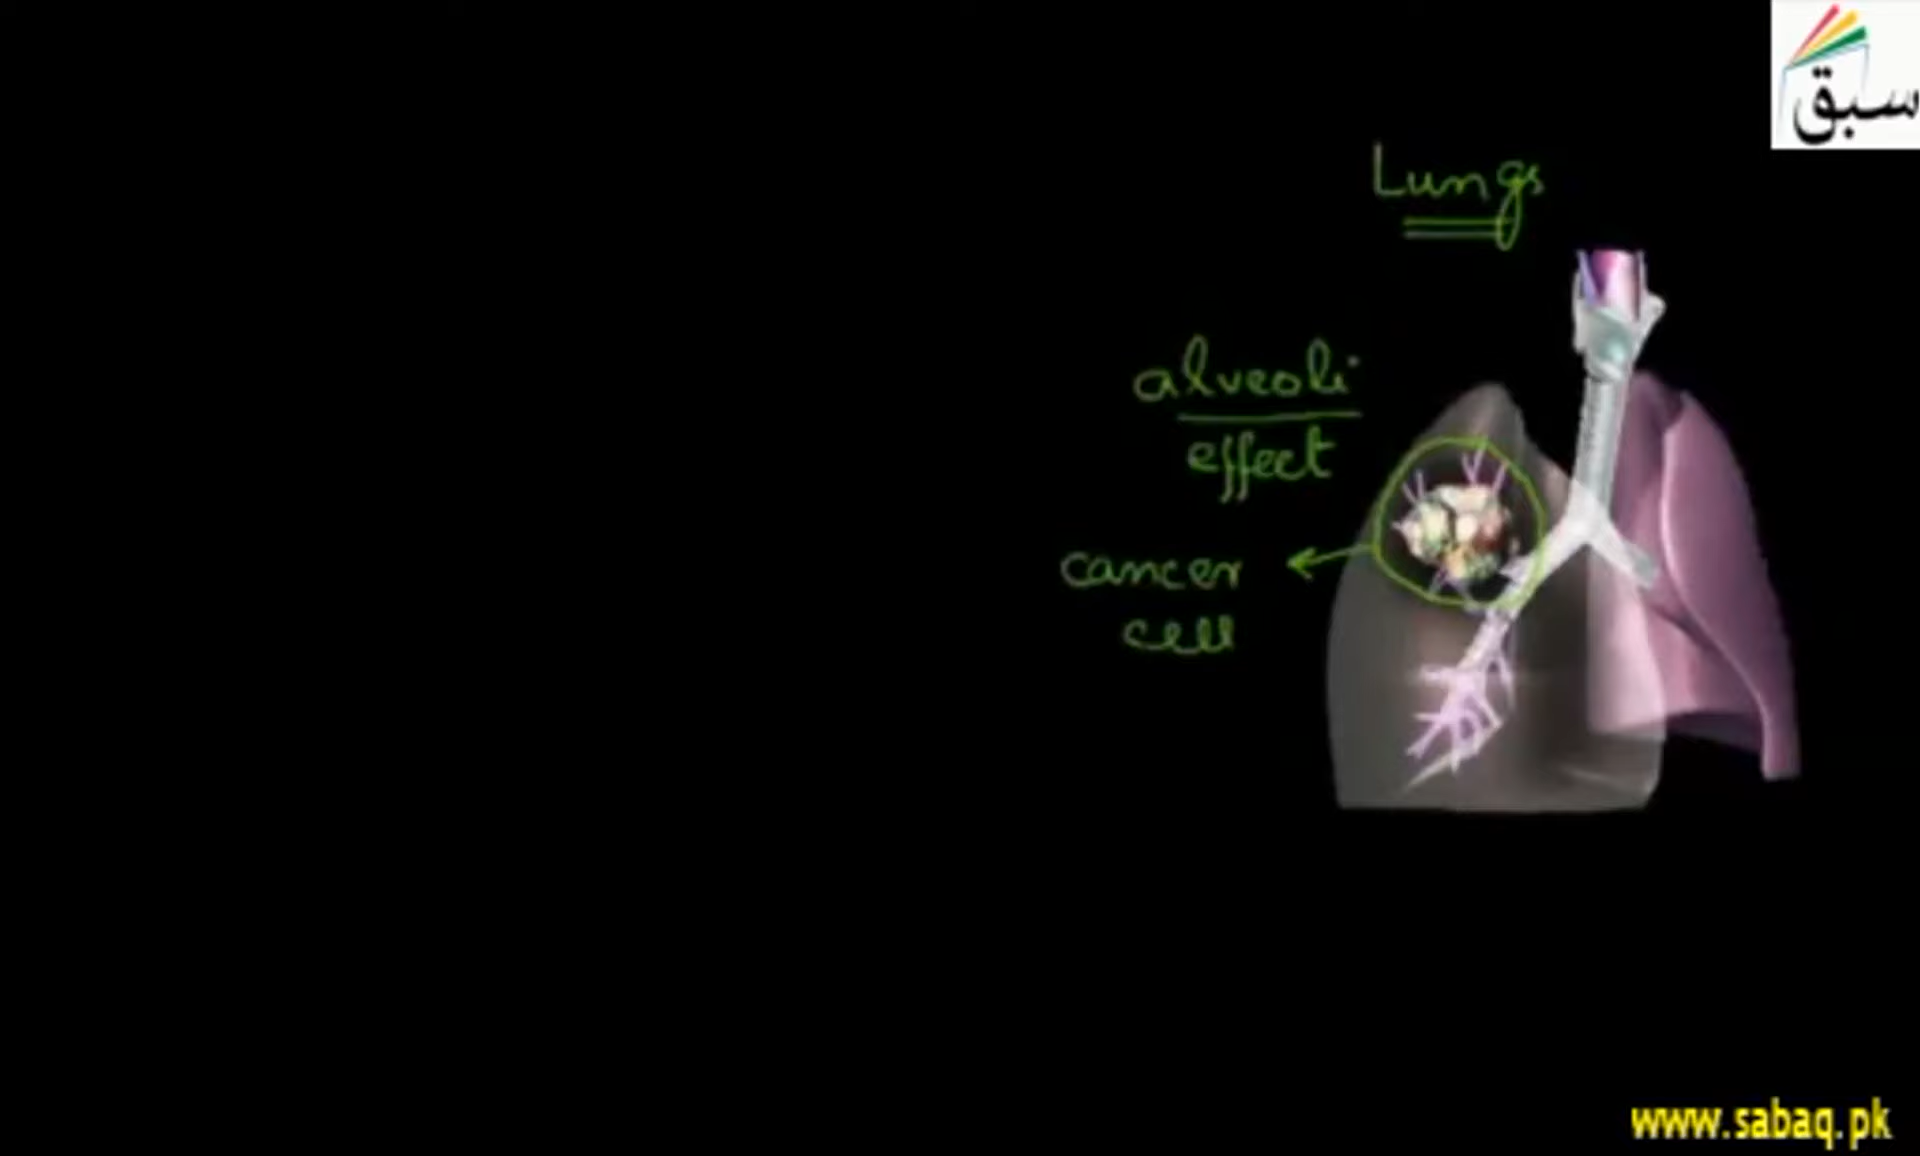 سبق
Lungs
alveoli
effect
cancer
cell
www.sabaq.pk